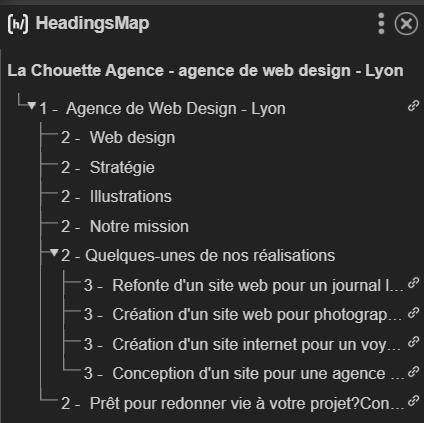 [h/] HeadingsMap
La Chouette Agence - agence de web design - Lyon
1 - Agence de Web Design - Lyon
2 - Web design
2 - Stratégie
2 - Illustrations
2 - Notre mission
2 - Quelques-unes de nos réalisations
3 - Refonte d'un site web pour un journal l...
3 - Création d'un site web pour photograp...
3 - Création d'un site internet pour un voy...
3 - Conception d'un site pour une agence ...
2 - Prêt pour redonner vie à votre projet?Con...